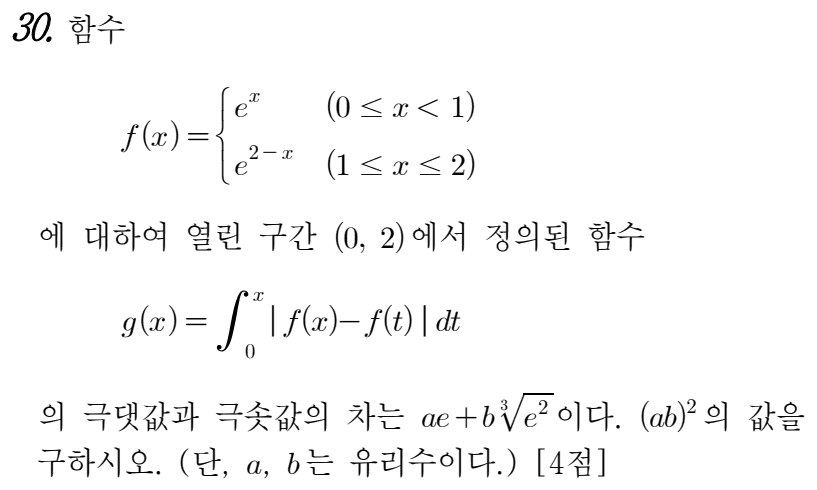 30. 함수
f(x) = { e^x (0 ≤ x < 1)
e^{2-x} (1 ≤ x ≤ 2)
에 대하여 열린 구간 (0, 2)에서 정의된 함수
g(x) = ∫_0^x | f(x) - f(t) | dt
의 극댓값과 극솟값의 차는 ae + b∛(e^2) 이다. (ab)^2의 값을
구하시오. (단, a, b는 유리수이다.) [4점]